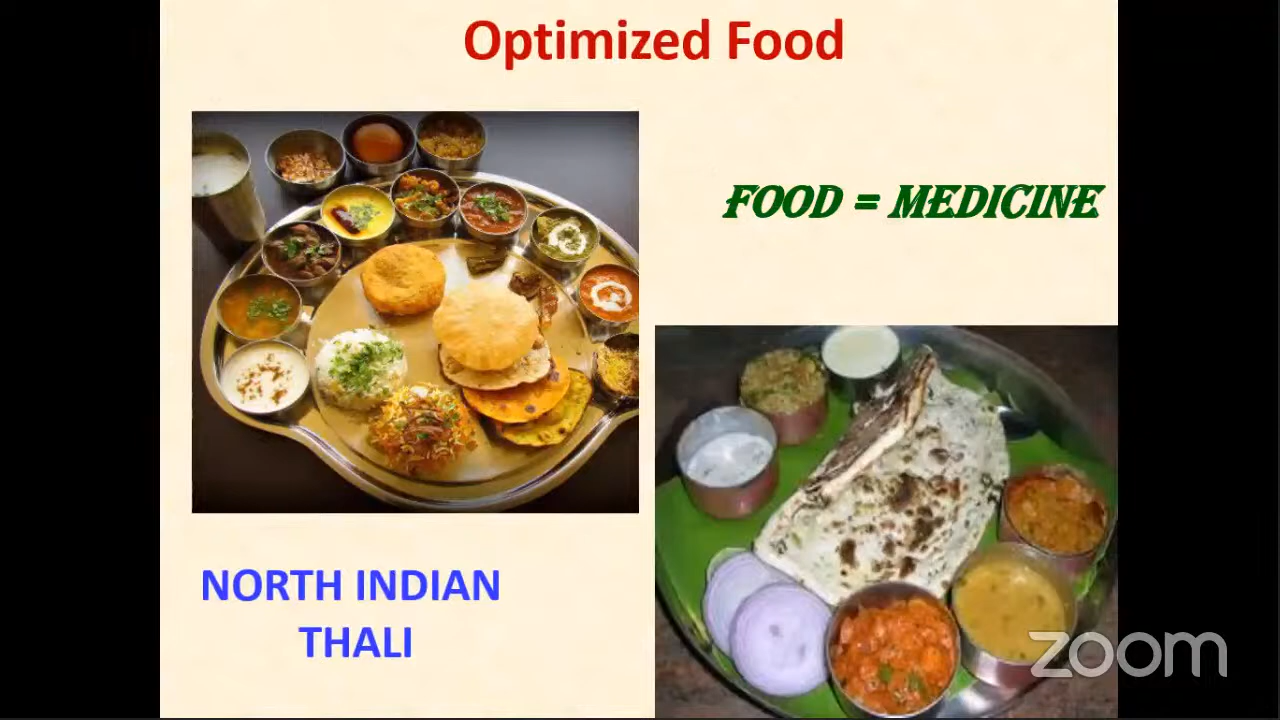 Optimized Food
FOOD = MEDICINE
NORTH INDIAN
THALI
zoom